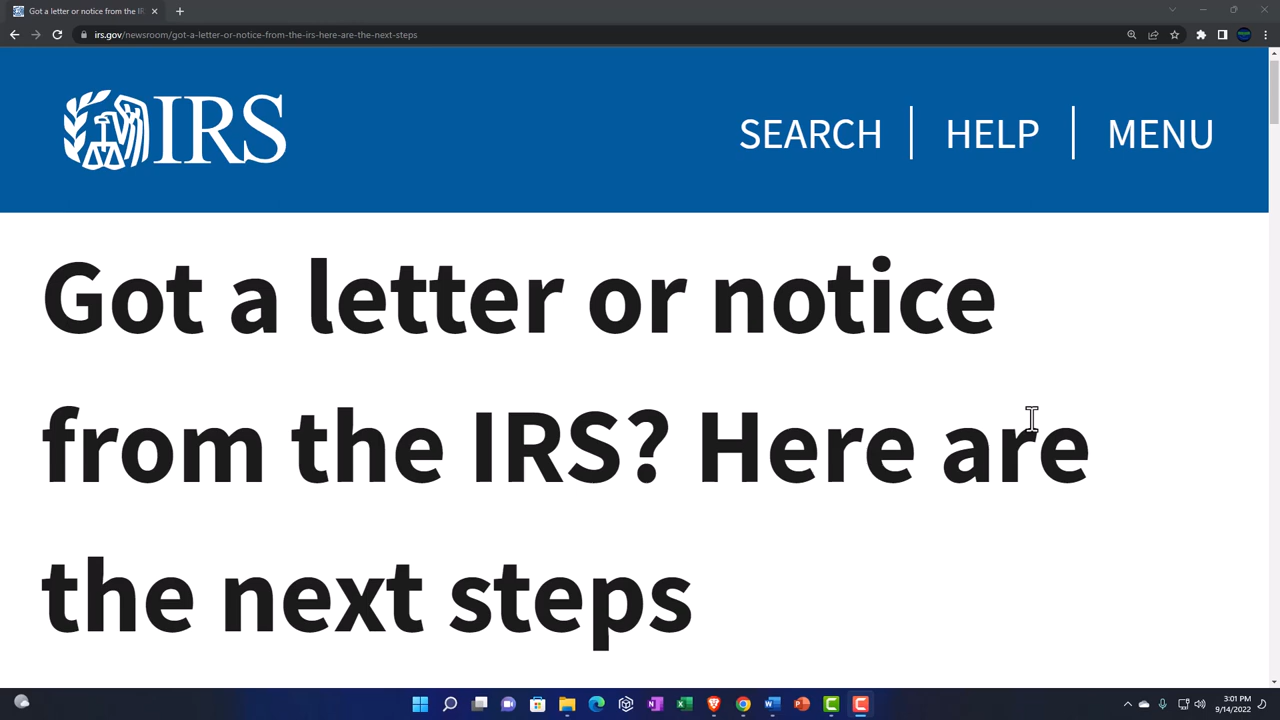 Got a letter or notice from the IR
irs.gov/newsroom/got-a-letter-or-notice-from-the-irs-here-are-the-next-steps
IRS
SEARCH
HELP
MENU
Got a letter or notice
from the IRS? Here are
the next steps
3:01 PM
9/14/2022